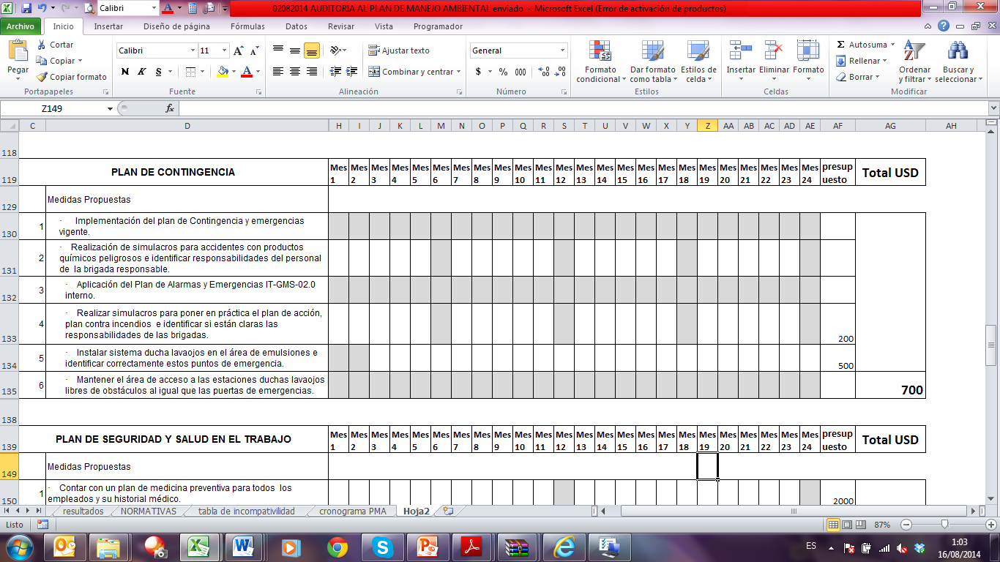 02082014 AUDITORIA AL PLAN DE MANEJO AMBIENTAL enviado - Microsoft Excel (Error de activación de productos)
Calibri
Archivo Inicio Insertar Diseño de página Fórmulas Datos Revisar Vista Programador
Pegar
Cortar
Copiar
Copiar formato
Portapapeles
Calibri 11
N K S
Fuente
Ajustar texto
Combinar y centrar
Alineación
General
$ % 000
Número
Formato condicional
Dar formato como tabla
Estilos de celda
Estilos
Insertar Eliminar Formato
Celdas
Σ Autosuma
Rellenar
Borrar
Ordenar y filtrar
Buscar y seleccionar
Modificar
Z149 fx
C D H I J K L M N O P Q R S T U V W X Y Z AA AB AC AD AE AF AG AH
118
119 PLAN DE CONTINGENCIA Mes 1 Mes 2 Mes 3 Mes 4 Mes 5 Mes 6 Mes 7 Mes 8 Mes 9 Mes 10 Mes 11 Mes 12 Mes 13 Mes 14 Mes 15 Mes 16 Mes 17 Mes 18 Mes 19 Mes 20 Mes 21 Mes 22 Mes 23 Mes 24 presup uesto Total USD
129 Medidas Propuestas
130 1 · Implementación del plan de Contingencia y emergencias
vigente.
131 2 · Realización de simulacros para accidentes con productos
químicos peligrosos e identificar responsabilidades del personal
de la brigada responsable.
132 3 · Aplicación del Plan de Alarmas y Emergencias IT-GMS-02.0
interno.
133 4 · Realizar simulacros para poner en práctica el plan de acción,
plan contra incendios e identificar si están claras las
responsabilidades de las brigadas.
200
134 5 · Instalar sistema ducha lavaojos en el área de emulsiones e
identificar correctamente estos puntos de emergencia.
500
135 6 · Mantener el área de acceso a las estaciones duchas lavaojos
libres de obstáculos al igual que las puertas de emergencias.
700
138
139 PLAN DE SEGURIDAD Y SALUD EN EL TRABAJO Mes 1 Mes 2 Mes 3 Mes 4 Mes 5 Mes 6 Mes 7 Mes 8 Mes 9 Mes 10 Mes 11 Mes 12 Mes 13 Mes 14 Mes 15 Mes 16 Mes 17 Mes 18 Mes 19 Mes 20 Mes 21 Mes 22 Mes 23 Mes 24 presup uesto Total USD
149 Medidas Propuestas
150 1 · Contar con un plan de medicina preventiva para todos los
empleados y su historial médico.
2000
resultados NORMATIVAS tabla de incompativilidad cronograma PMA Hoja2
Listo 87%
ES 1:03
16/08/2014